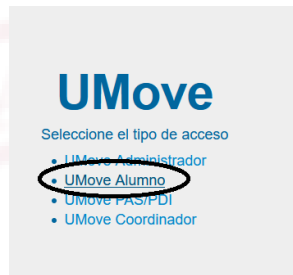 UMove
Seleccione el tipo de acceso
UMove Administrador
UMove Alumno
UMove PAS/PDI
UMove Coordinador